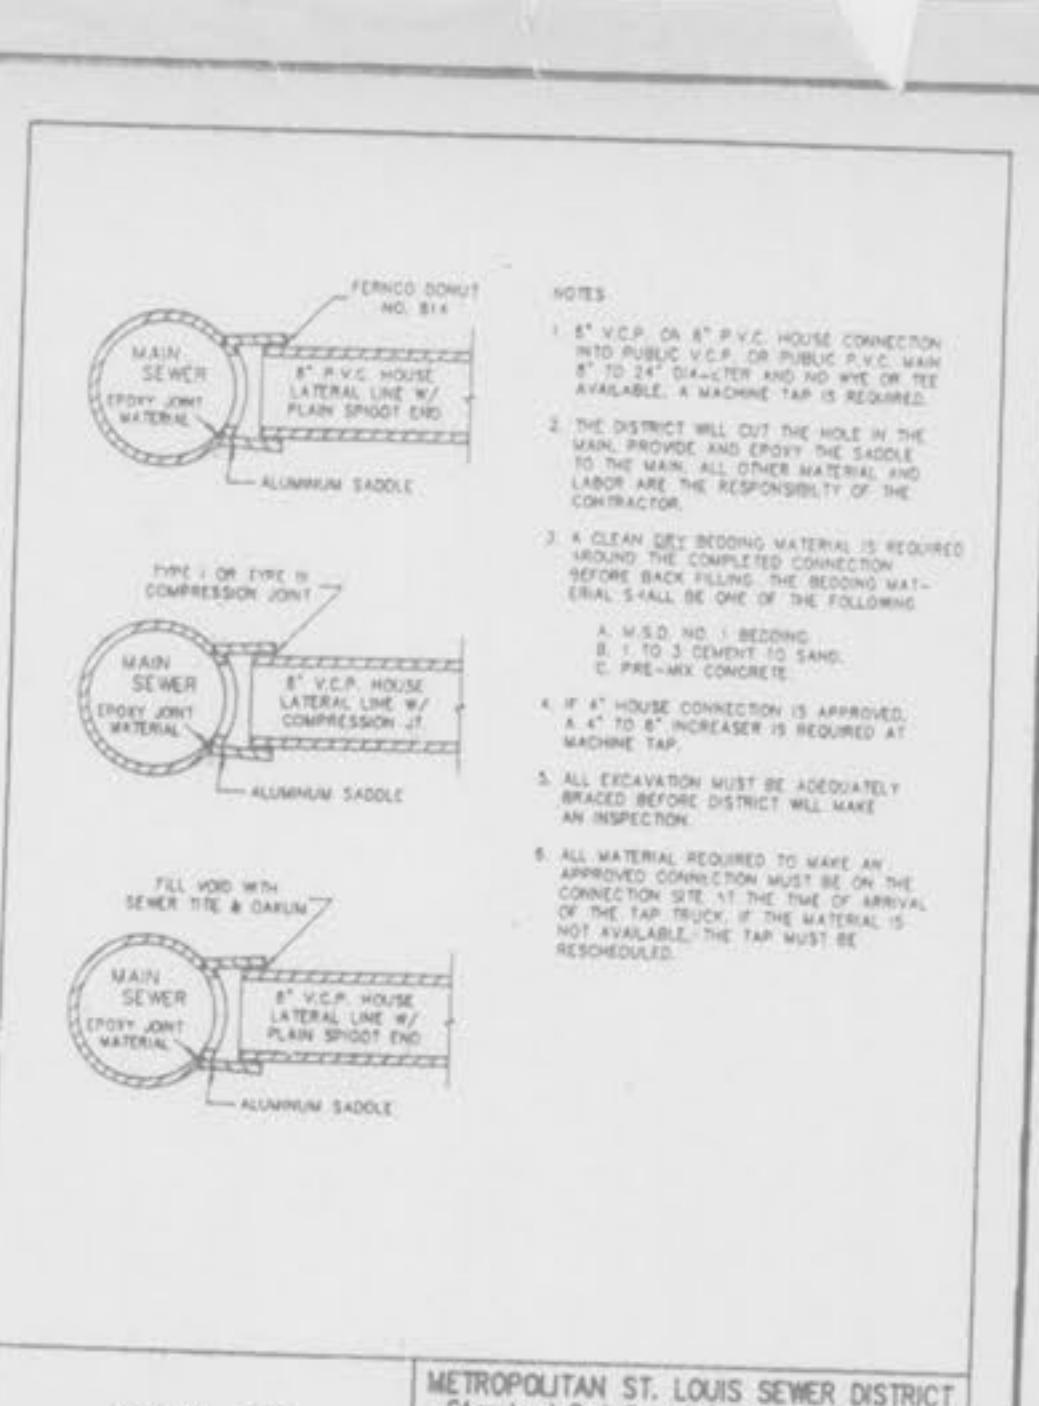 FERNCO DONUT
NO.
MAIN
SEWER
EPOXY JOINT
MATERIAL
P.V.C. HOUSE
LATERAL LINE W/
PLAIN SPIGOT END
ALUMINUM SADDLE
TYPE I OR TYPE III
COMPRESSION JOINT
MAIN
SEWER
EPOXY JOINT
MATERIAL
V.C.P. HOUSE
LATERAL LINE W/
COMPRESSION JT.
ALUMINUM SADDLE
FILL VOID WITH
SEWER TITE & OAKUM
MAIN
SEWER
EPOXY JOINT
MATERIAL
V.C.P. HOUSE
LATERAL LINE W/
PLAIN SPIGOT END
ALUMINUM SADDLE
NOTES
1. V.C.P. OR P.V.C. HOUSE CONNECTION
INTO PUBLIC V.C.P. OR PUBLIC P.V.C. MAIN
8" TO 24" DIAMETER AND NO WYE OR TEE
AVAILABLE, A MACHINE TAP IS REQUIRED.
2. THE DISTRICT WILL CUT THE HOLE IN THE
MAIN, PROVIDE AND EPOXY THE SADDLE
TO THE MAIN, ALL OTHER MATERIAL AND
LABOR ARE THE RESPONSIBILTY OF THE
CONTRACTOR.
3. A CLEAN DRY BEDDING MATERIAL IS REQUIRED
AROUND THE COMPLETED CONNECTION
BEFORE BACK FILLING. THE BEDDING MAT-
ERIAL SHALL BE ONE OF THE FOLLOWING
A. M.S.D. NO. 1 BEDDING
B. 1 TO 3 CEMENT TO SAND.
C. PRE-MIX CONCRETE
4. IF 4" HOUSE CONNECTION IS APPROVED,
A 4" TO INCREASER IS REQUIRED AT
MACHINE TAP.
5. ALL EXCAVATION MUST BE ADEQUATELY
BRACED BEFORE DISTRICT WILL MAKE
AN INSPECTION.
6. ALL MATERIAL REQUIRED TO MAKE AN
APPROVED CONNECTION MUST BE ON THE
CONNECTION SITE AT THE TIME OF ARRIVAL
OF THE TAP TRUCK. IF THE MATERIAL IS
NOT AVAILABLE, THE TAP MUST BE
RESCHEDULED.
METROPOLITAN ST. LOUIS SEWER DISTRICT